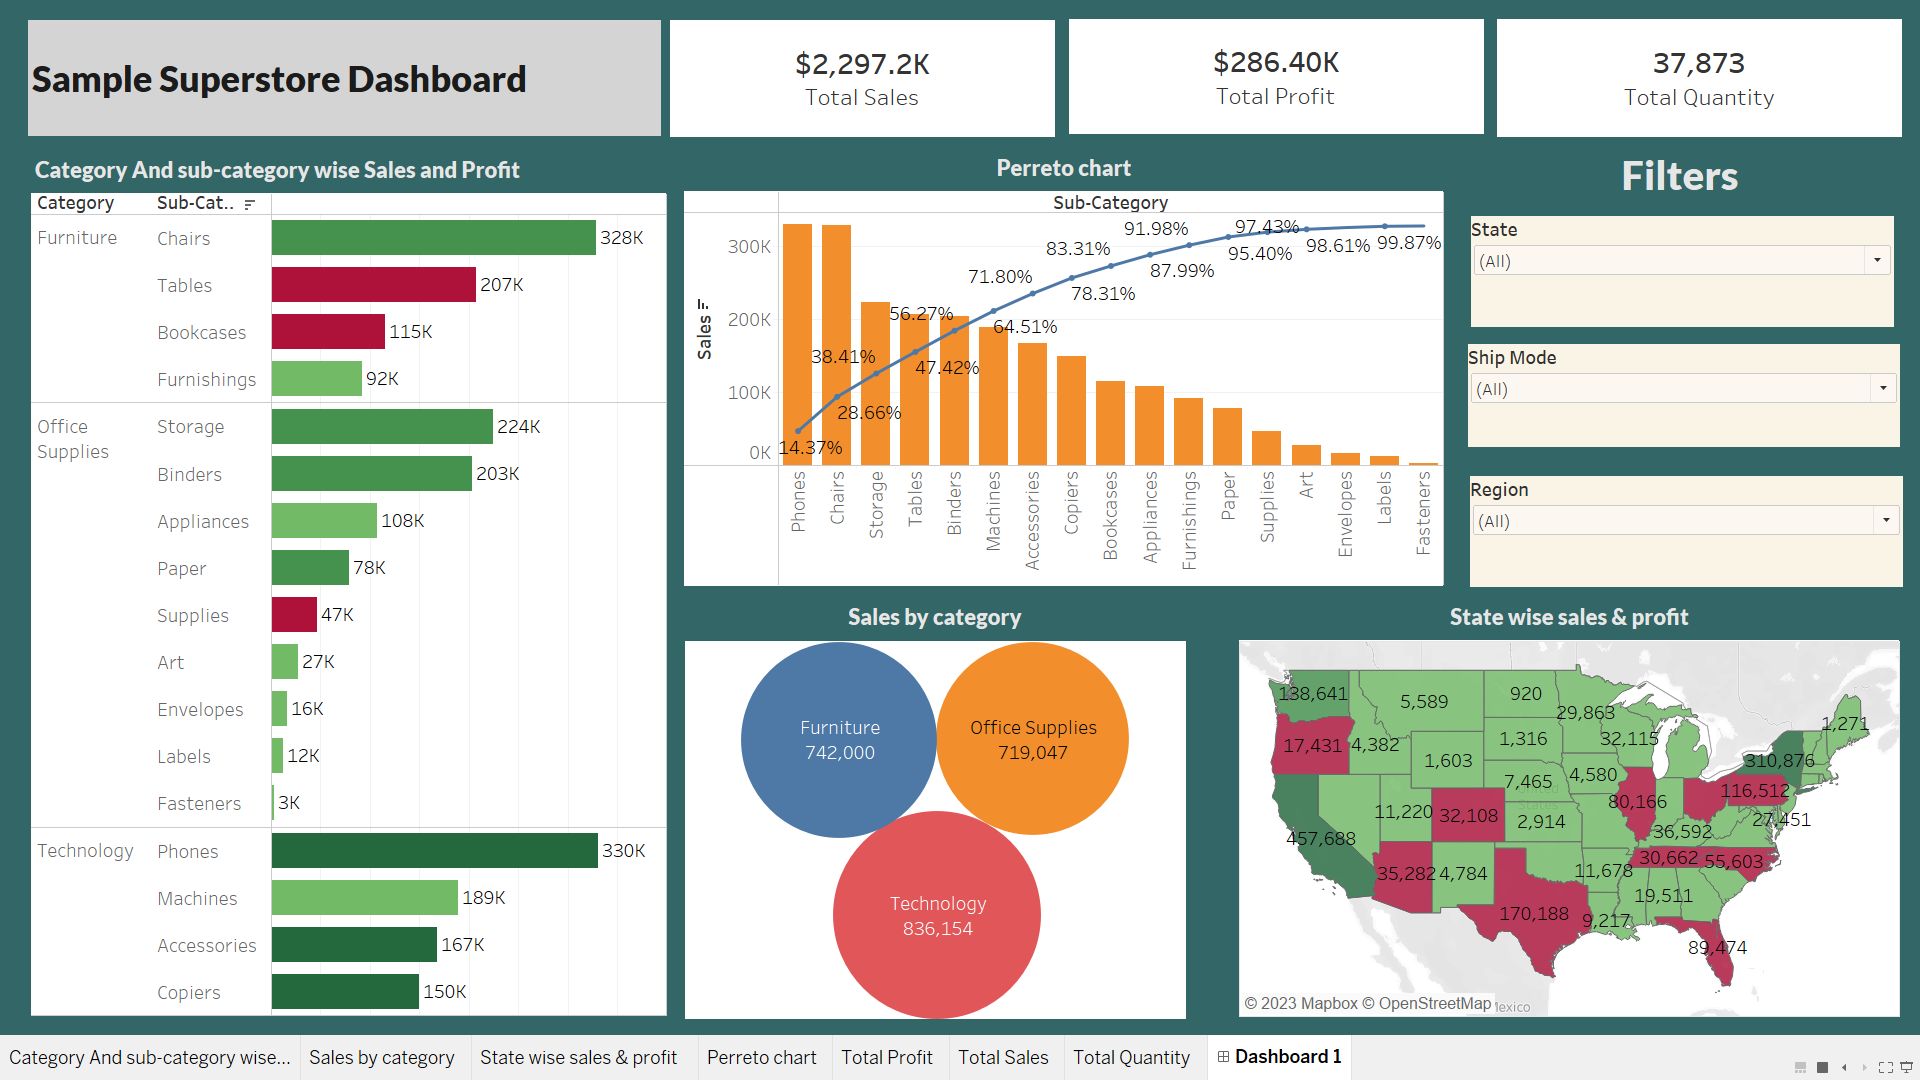 Sample Superstore Dashboard
$2,297.2K
Total Sales
$286.40K
Total Profit
37,873
Total Quantity
Category And sub-category wise Sales and Profit
Category Sub-Cat..
Furniture
Chairs 328K
Tables 207K
Bookcases 115K
Furnishings 92K
Office
Supplies
Storage 224K
Binders 203K
Appliances 108K
Paper 78K
Supplies 47K
Art 27K
Envelopes 16K
Labels 12K
Fasteners 3K
Technology
Phones 330K
Machines 189K
Accessories 167K
Copiers 150K
Perreto chart
Sub-Category
Sales
300K
200K
100K
0K
14.37%
38.41%
28.66%
56.27%
47.42%
71.80%
64.51%
83.31%
78.31%
91.98%
87.99%
97.43%
95.40%
98.61%
99.87%
Phones
Chairs
Storage
Tables
Binders
Machines
Accessories
Copiers
Bookcases
Appliances
Furnishings
Paper
Supplies
Art
Envelopes
Labels
Fasteners
Filters
State
(All)
Ship Mode
(All)
Region
(All)
Sales by category
Furniture
742,000
Office Supplies
719,047
Technology
836,154
State wise sales & profit
138,641
5,589
920
29,863
1,271
17,431
4,382
1,316
32,115
1,603
310,876
7,465
4,580
116,512
11,220
32,108
80,166
2,914
27,451
457,688
36,592
United
States
30,662
55,603
35,282
4,784
11,678
19,511
170,188
9,217
89,474
© 2023 Mapbox © OpenStreetMap
Mexico
Category And sub-category wise...
Sales by category
State wise sales & profit
Perreto chart
Total Profit
Total Sales
Total Quantity
Dashboard 1